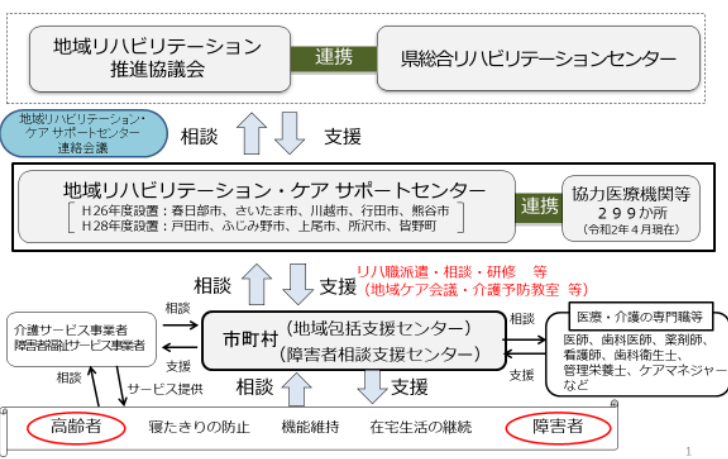 地域リハビリテーション
推進協議会
連携
県総合リハビリテーションセンター
地域リハビリテーション・
ケア サポートセンター
連絡会議
相談
支援
地域リハビリテーション・ケア サポートセンター
H26年度設置：春日部市、さいたま市、川越市、行田市、熊谷市
H28年度設置：戸田市、ふじみ野市、上尾市、所沢市、皆野町
連携
協力医療機関等
２９９か所
（令和2年４月現在）
相談
支援
リハ職派遣・相談・研修　等
（地域ケア会議・介護予防教室 等）
介護サービス事業者
障害者福祉サービス事業者
相談
支援
市町村
（地域包括支援センター）
（障害者相談支援センター）
相談
支援
医療・介護の専門職等
医師、歯科医師、薬剤師、
看護師、歯科衛生士、
管理栄養士、ケアマネジャー
など
相談
サービス提供
相談
支援
高齢者
寝たきりの防止
機能維持
在宅生活の継続
障害者
1